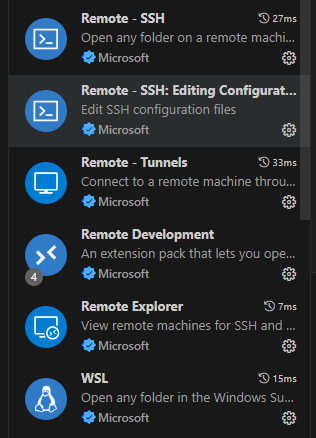 Remote - SSH 27ms
Open any folder on a remote machi...
Microsoft
Remote - SSH: Editing Configurat...
Edit SSH configuration files
Microsoft
Remote - Tunnels 33ms
Connect to a remote machine throu...
Microsoft
Remote Development
An extension pack that lets you ope...
4
Microsoft
Remote Explorer 7ms
View remote machines for SSH and ...
Microsoft
WSL 15ms
Open any folder in the Windows Su...
Microsoft